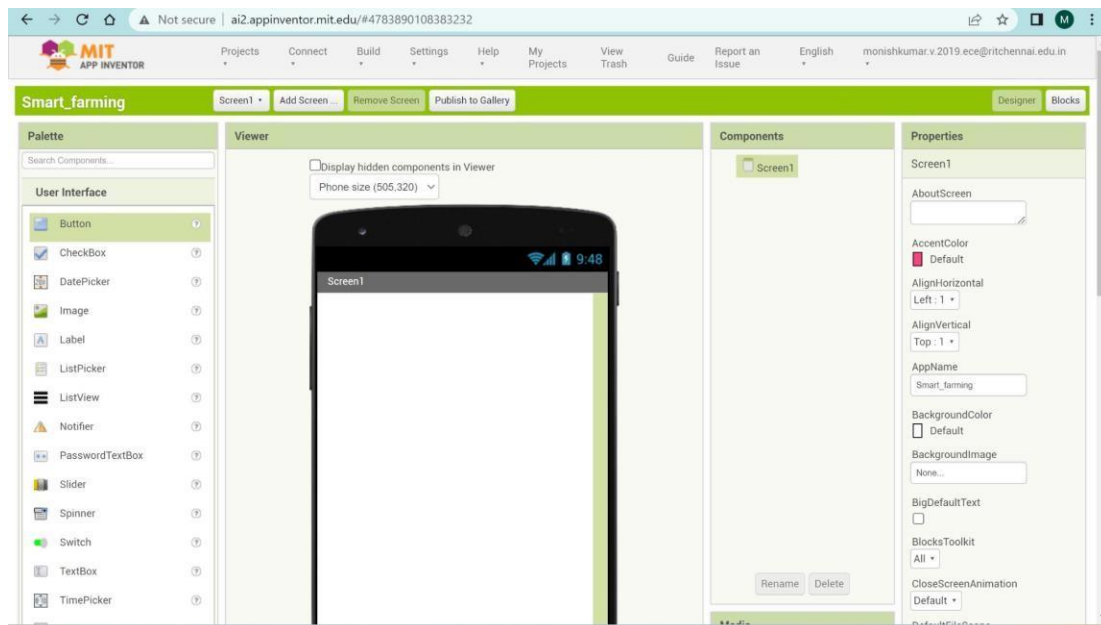 Not secure | ai2.appinventor.mit.edu/#4783890108383232
M
MIT
APP INVENTOR
Projects
Connect
Build
Settings
Help
My
Projects
View
Trash
Guide
Report an
Issue
English
monishkumar.v.2019.ece@ritchennai.edu.in
Smart_farming
Screen1
Add Screen ...
Remove Screen
Publish to Gallery
Designer
Blocks
Palette
Search Components...
User Interface
Button
CheckBox
DatePicker
Image
Label
ListPicker
ListView
Notifier
PasswordTextBox
Slider
Spinner
Switch
TextBox
TimePicker
Viewer
Display hidden components in Viewer
Phone size (505,320)
9:48
Screen1
Components
Screen1
Rename
Delete
Media
Properties
Screen1
AboutScreen
AccentColor
Default
AlignHorizontal
Left : 1
AlignVertical
Top : 1
AppName
Smart_farming
BackgroundColor
Default
BackgroundImage
None...
BigDefaultText
BlocksToolkit
All
CloseScreenAnimation
Default
DefaultFileScope